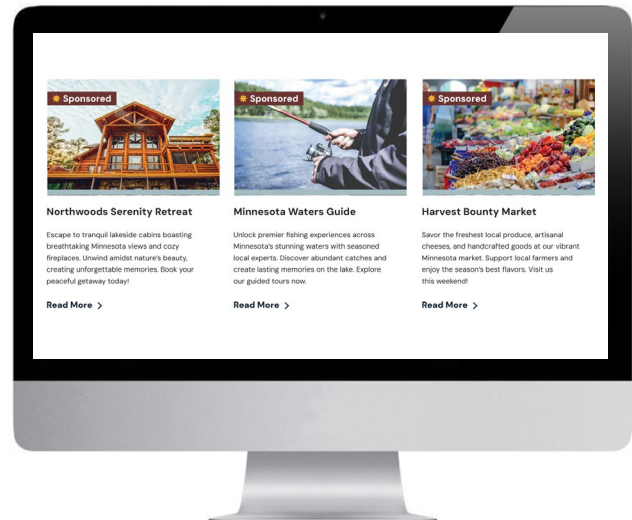 Sponsored
Northwoods Serenity Retreat
Escape to tranquil lakeside cabins boasting
breathtaking Minnesota views and cozy
fireplaces. Unwind amidst nature's beauty,
creating unforgettable memories. Book your
peaceful getaway today!
Read More >
Sponsored
Minnesota Waters Guide
Unlock premier fishing experiences across
Minnesota's stunning waters with seasoned
local experts. Discover abundant catches and
create lasting memories on the lake. Explore
our guided tours now.
Read More >
Sponsored
Harvest Bounty Market
Savor the freshest local produce, artisanal
cheeses, and handcrafted goods at our vibrant
Minnesota market. Support local farmers and
enjoy the season's best flavors. Visit us
this weekend!
Read More >